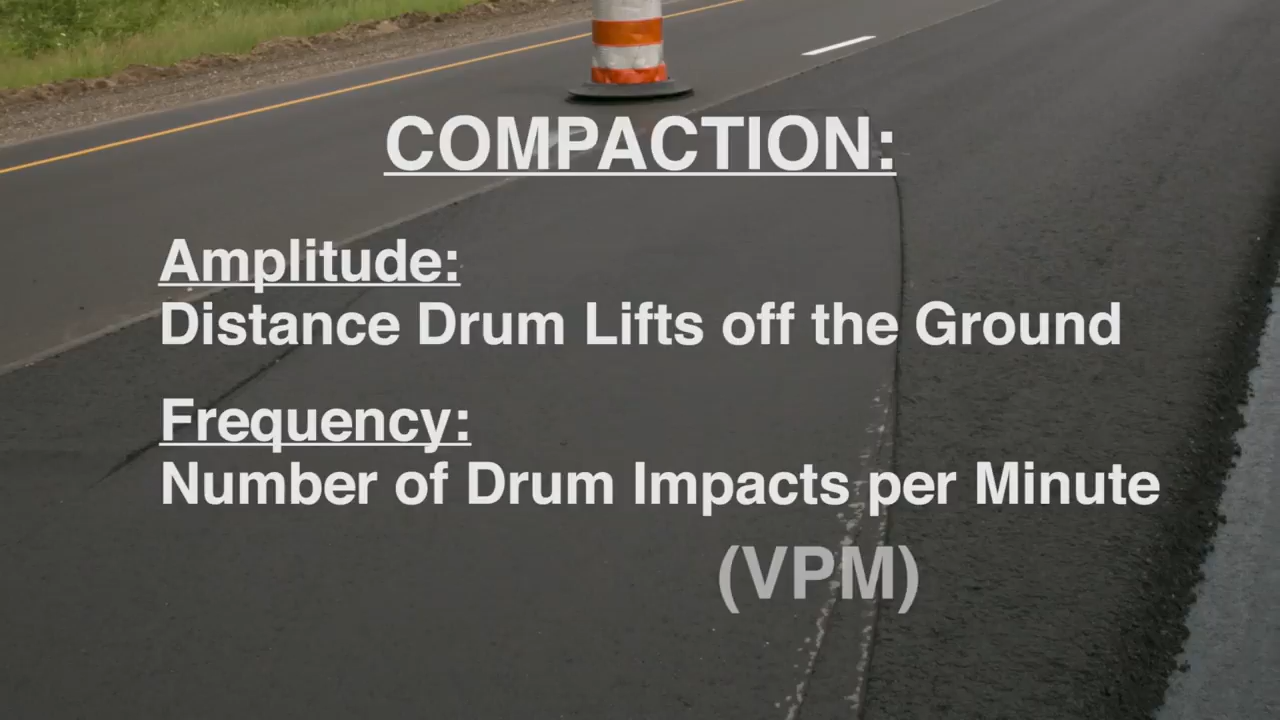 COMPACTION:
Amplitude:
Distance Drum Lifts off the Ground
Frequency:
Number of Drum Impacts per Minute
(VPM)